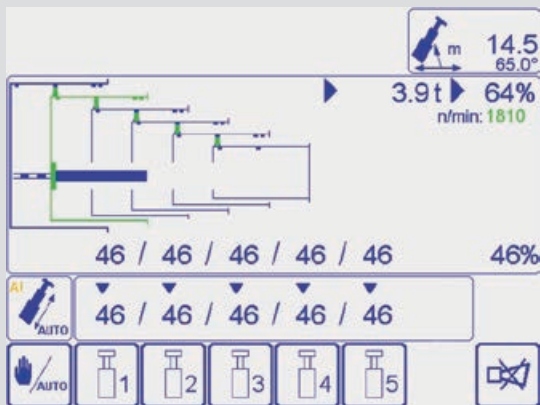 m 14.5
65.0°
3.9 t 64%
n/min: 1810
46 / 46 / 46 / 46 / 46 46%
AI
AUTO
46 / 46 / 46 / 46 / 46
/AUTO
1
2
3
4
5